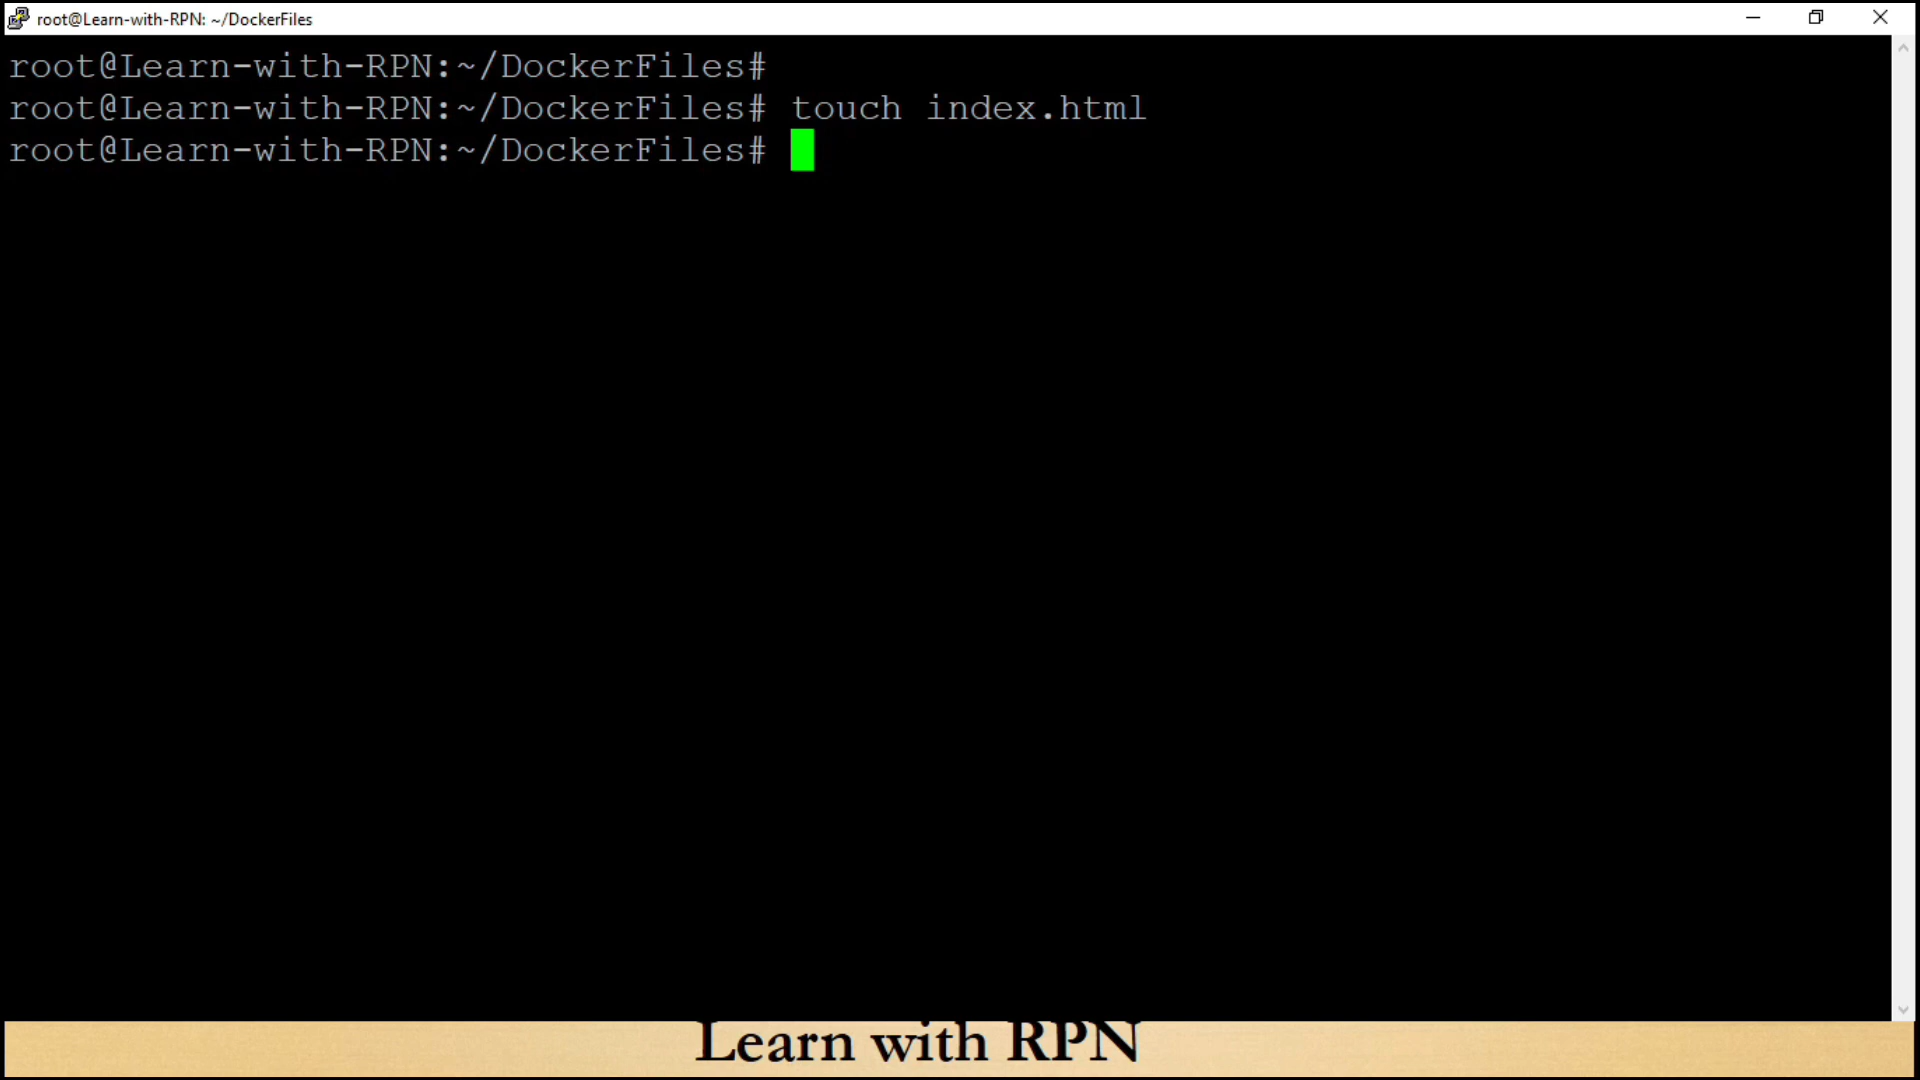 root@Learn-with-RPN: ~/DockerFiles
root@Learn-with-RPN:~/DockerFiles#
root@Learn-with-RPN:~/DockerFiles# touch index.html
root@Learn-with-RPN:~/DockerFiles#
Learn with RPN